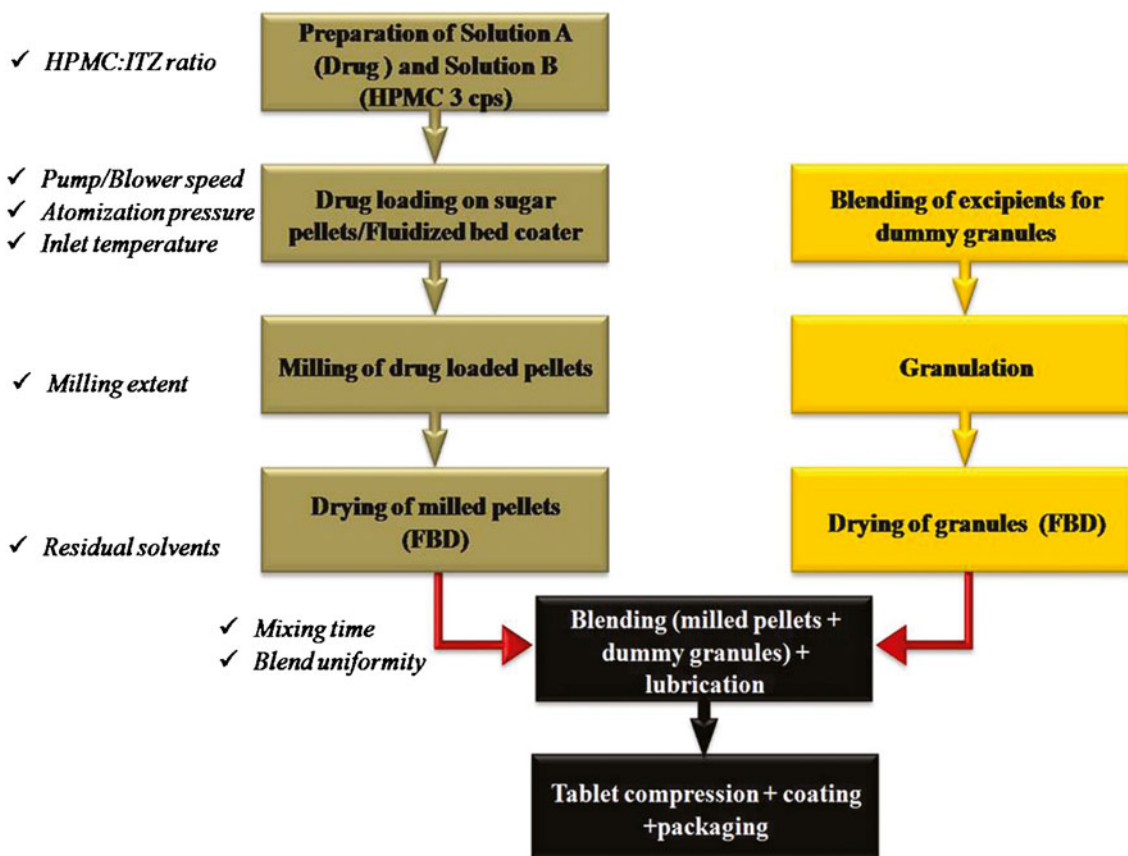 ✓ HPMC:ITZ ratio
Preparation of Solution A
(Drug ) and Solution B
(HPMC 3 cps)
✓ Pump/Blower speed
✓ Atomization pressure
✓ Inlet temperature
Drug loading on sugar
pellets/Fluidized bed coater
Blending of excipients for
dummy granules
✓ Milling extent
Milling of drug loaded pellets
Granulation
✓ Residual solvents
Drying of milled pellets
(FBD)
Drying of granules (FBD)
✓ Mixing time
✓ Blend uniformity
Blending (milled pellets +
dummy granules) +
lubrication
Tablet compression + coating
+packaging